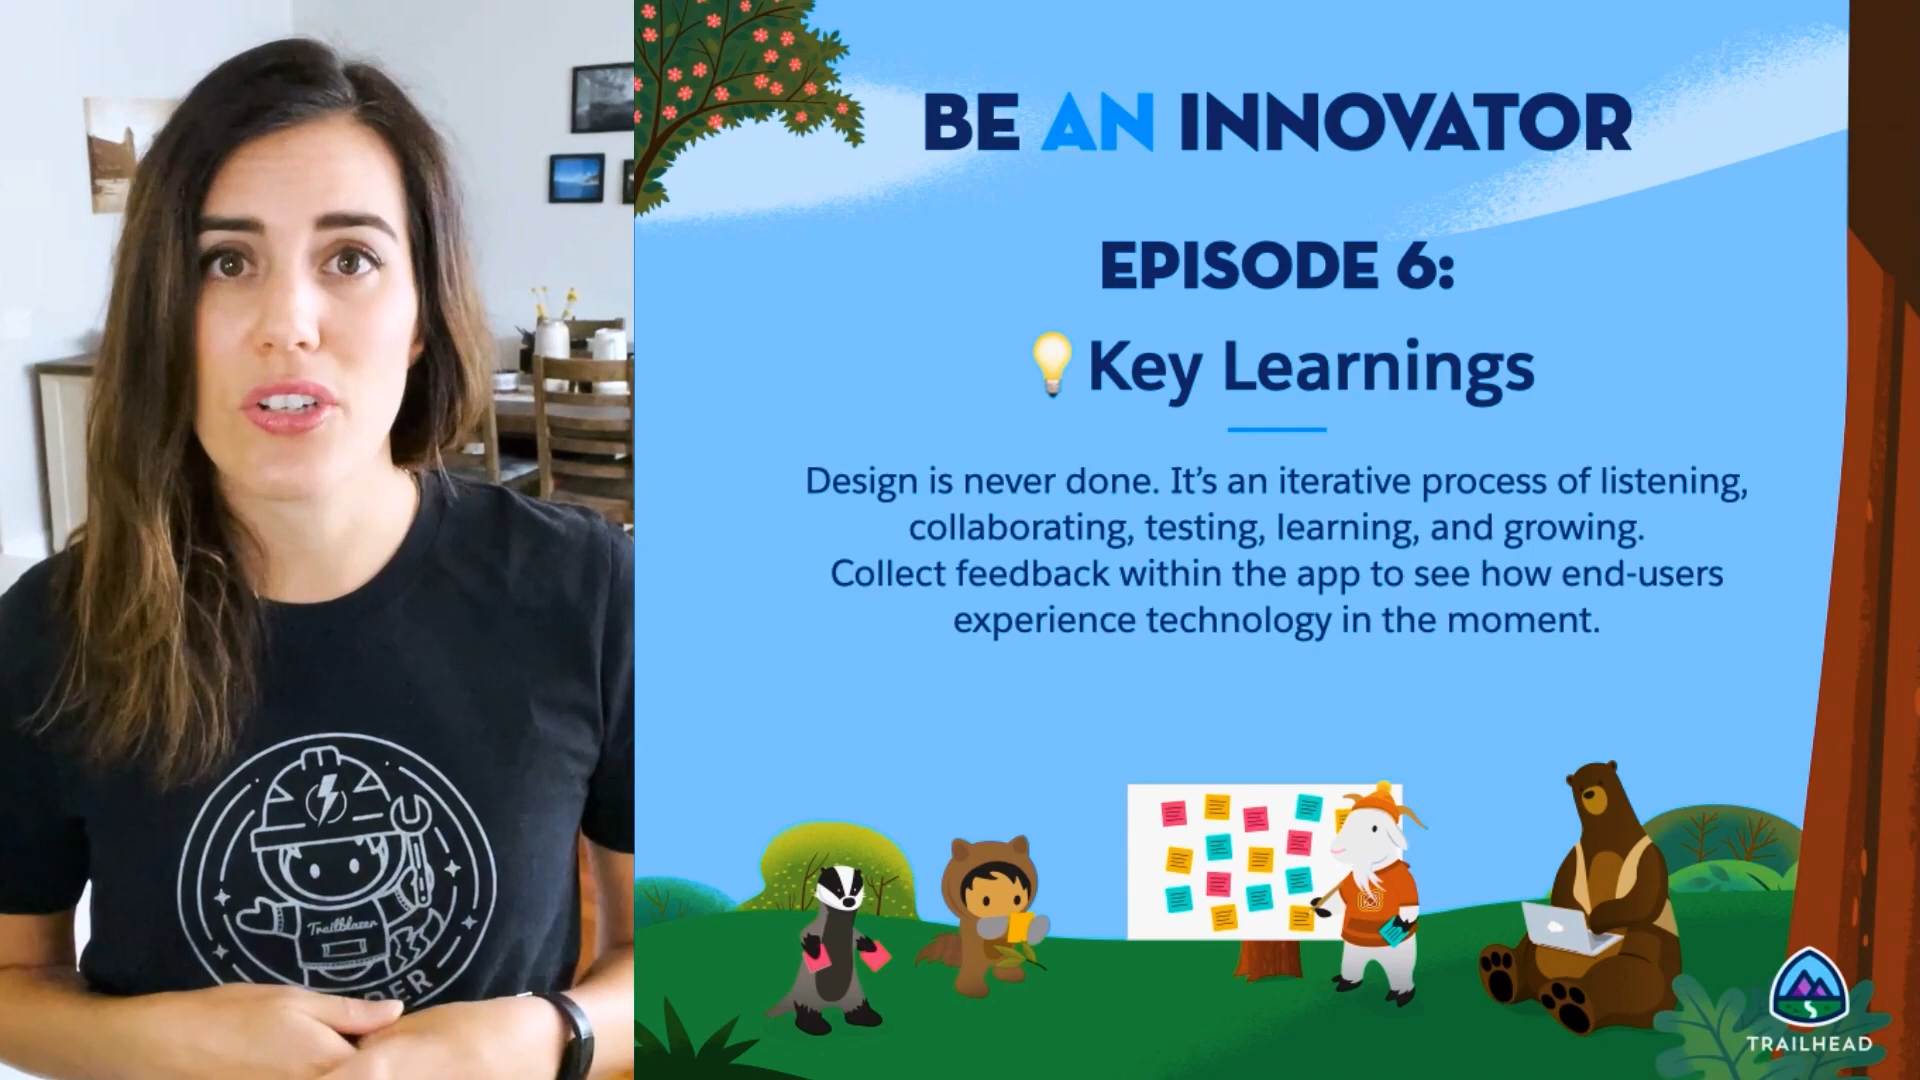 BE AN INNOVATOR
EPISODE 6:
Key Learnings
Design is never done. It’s an iterative process of listening,
collaborating, testing, learning, and growing.
Collect feedback within the app to see how end-users
experience technology in the moment.
Trailblazer
TRAILHEAD